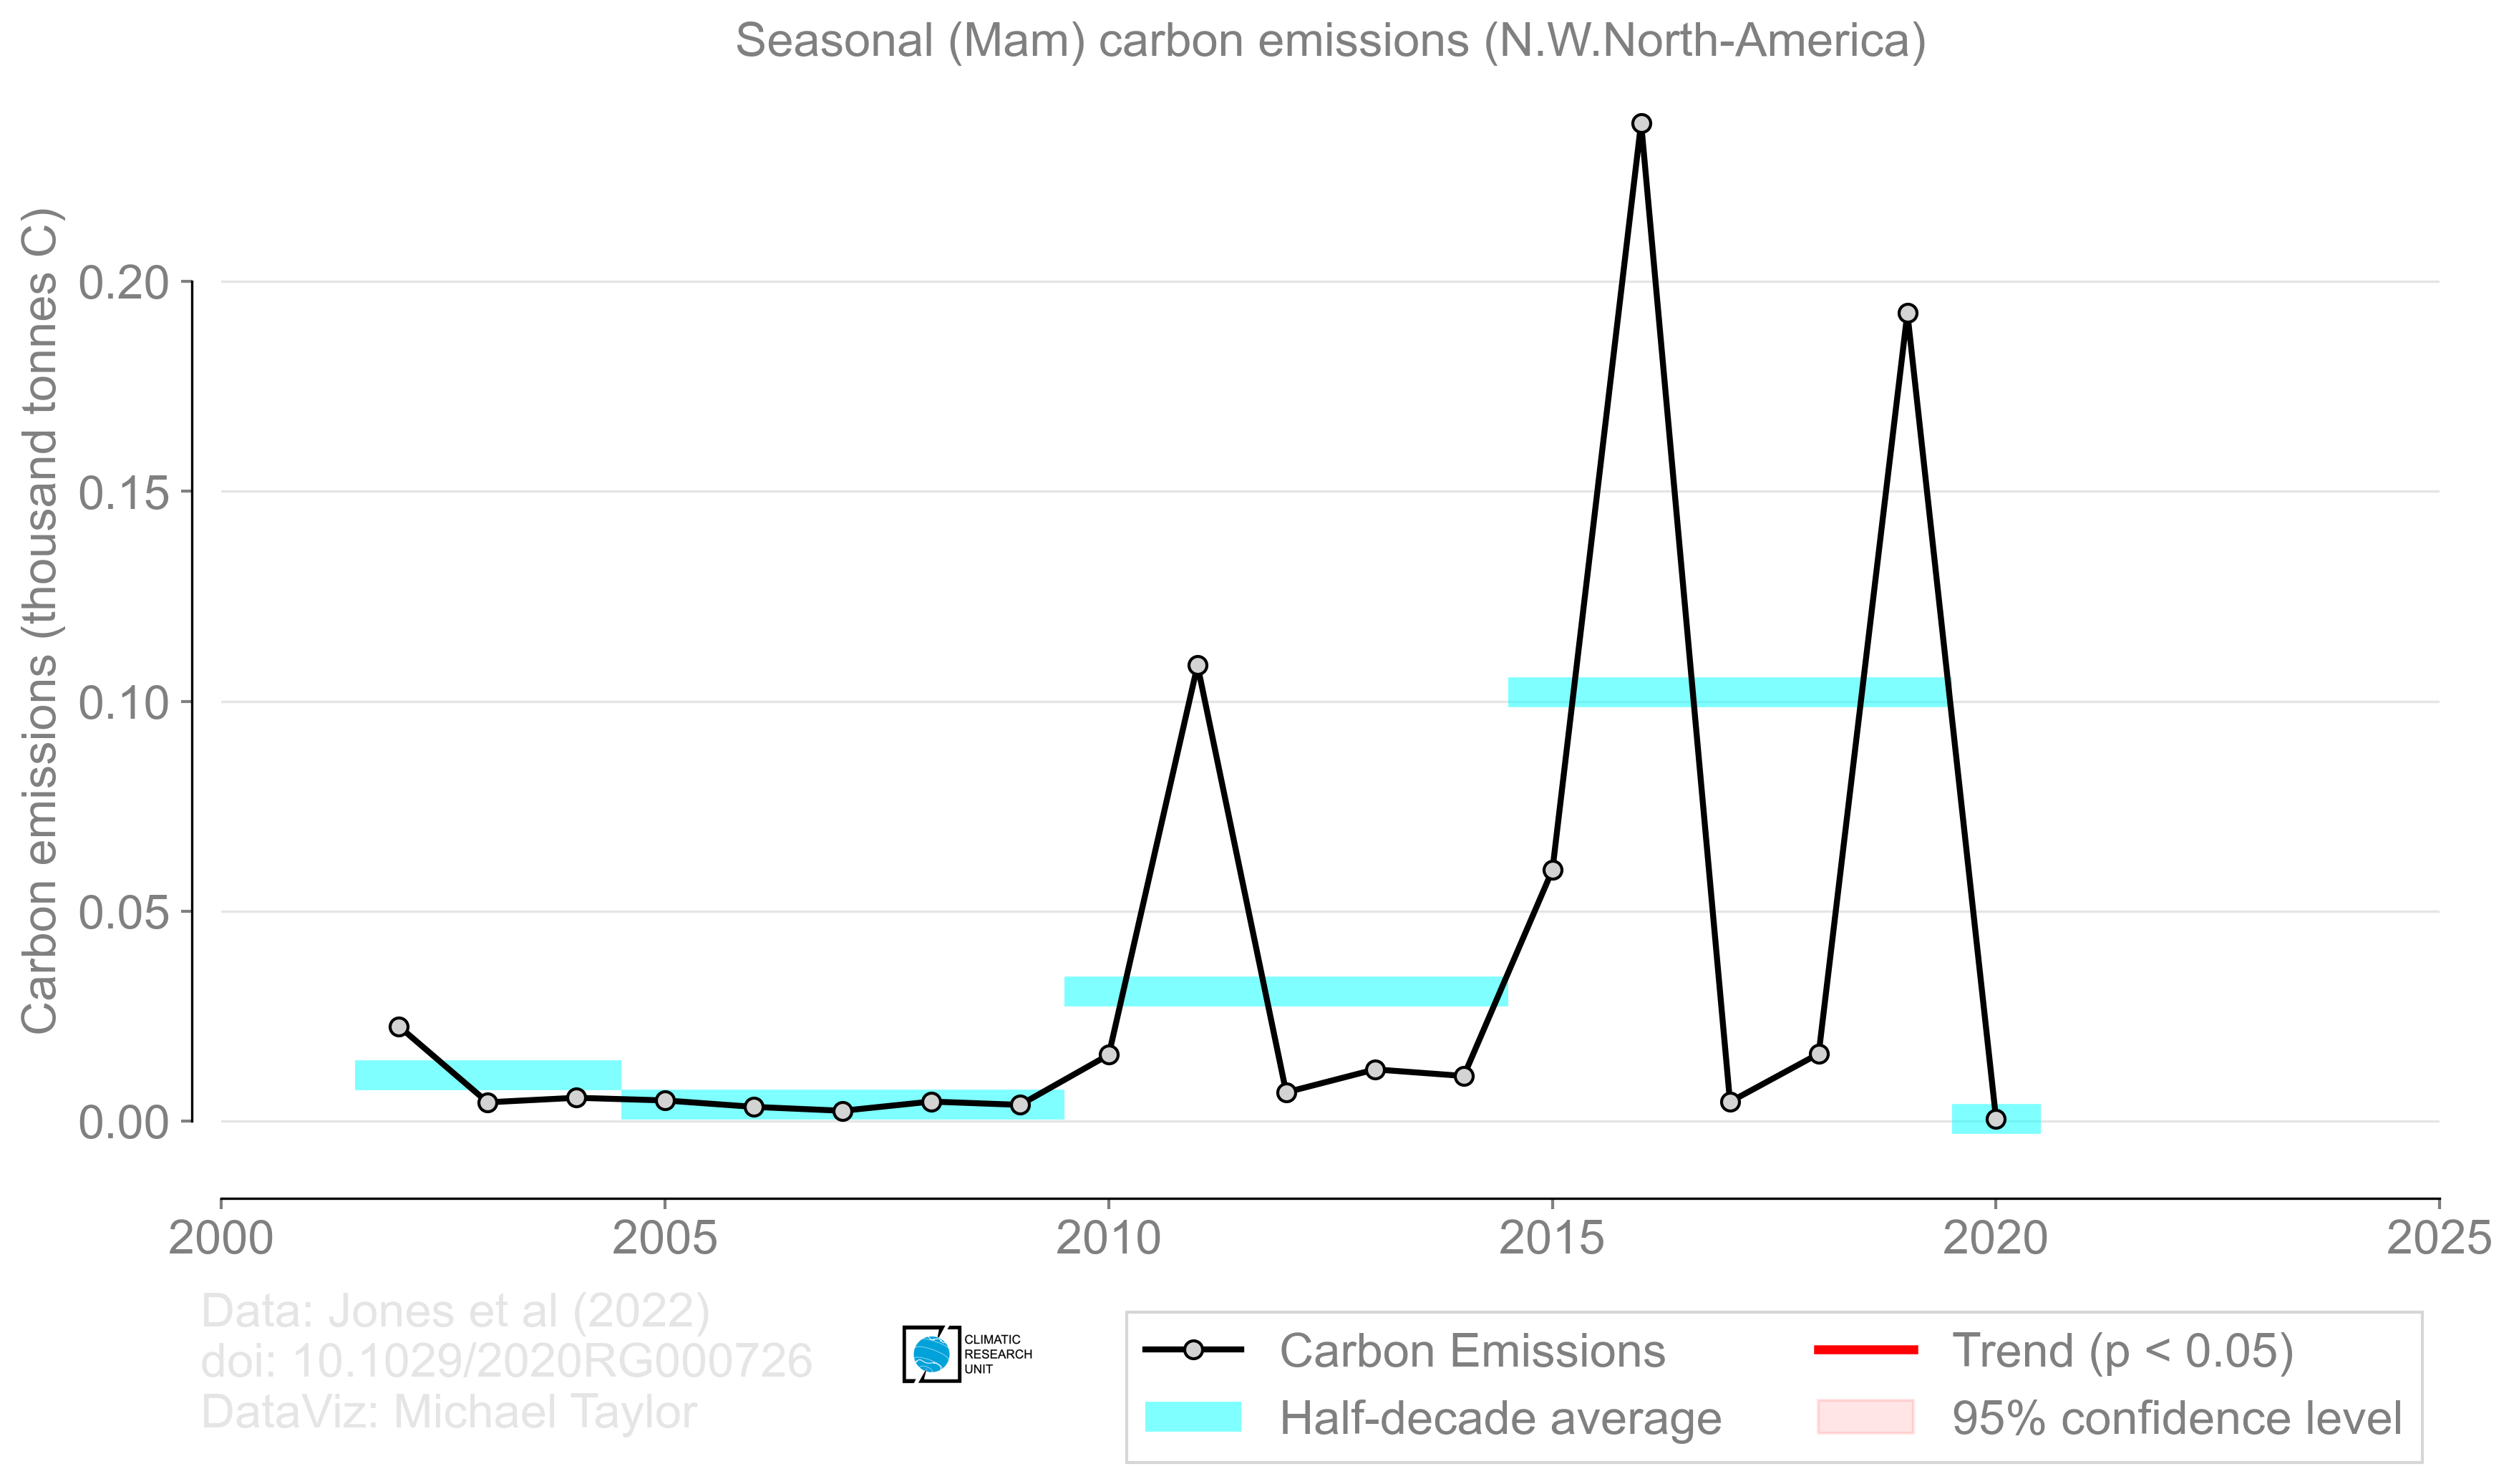 Seasonal (Mam) carbon emissions (N.W.North-America)
Carbon emissions (thousand tonnes C)
0.20
0.15
0.10
0.05
0.00
2000 2005 2010 2015 2020 2025
Data: Jones et al (2022)
doi: 10.1029/2020RG000726
DataViz: Michael Taylor
CLIMATIC
RESEARCH
UNIT
Carbon Emissions
Half-decade average
Trend (p < 0.05)
95% confidence level